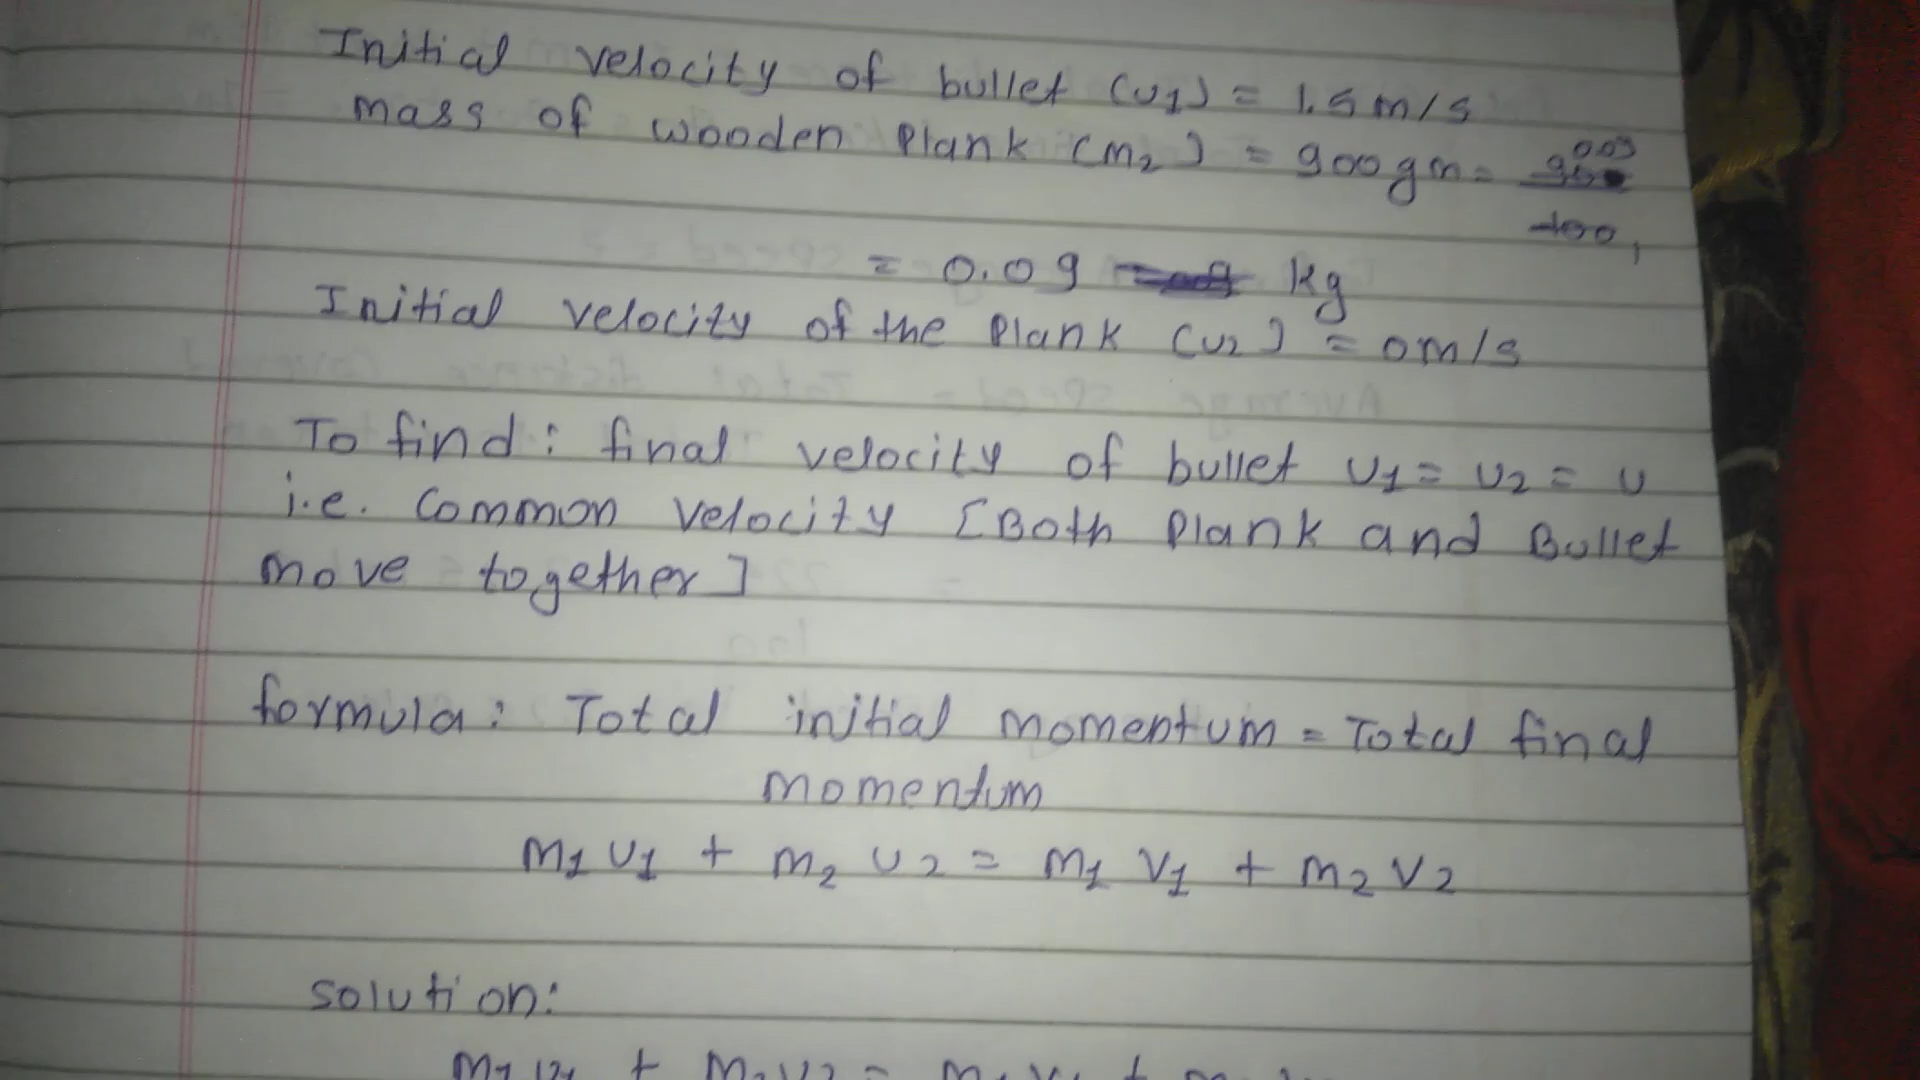 Initial velocity of bullet (u1) = 1.5 m/s
mass of wooden Plank (m2) = 900 gm =
= 0.09 kg
Initial velocity of the Plank (u2) = 0 m/s
To find: final velocity of bullet v1 = v2 = v
i.e. common velocity [Both Plank and Bullet
move together]
formula: Total initial momentum = Total final
momentum
m1 u1 + m2 u2 = m1 v1 + m2 v2
solution: